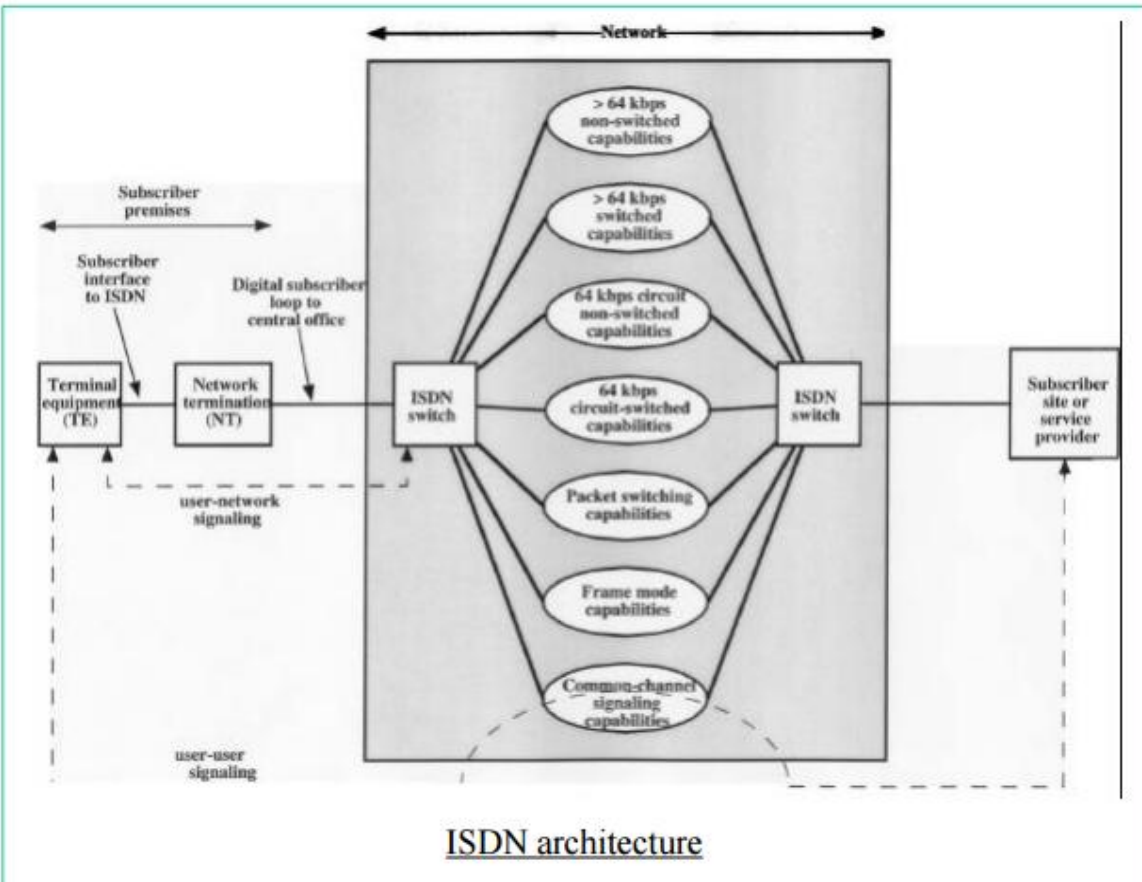 Network
> 64 kbps
non-switched
capabilities
> 64 kbps
switched
capabilities
64 kbps circuit
non-switched
capabilities
64 kbps
circuit-switched
capabilities
Packet switching
capabilities
Frame mode
capabilities
Common-channel
signaling
capabilities
Subscriber
premises
Subscriber
interface
to ISDN
Digital subscriber
loop to
central office
Terminal
equipment
(TE)
Network
termination
(NT)
ISDN
switch
ISDN
switch
Subscriber
site or
service
provider
user-network
signaling
user-user
signaling
ISDN architecture